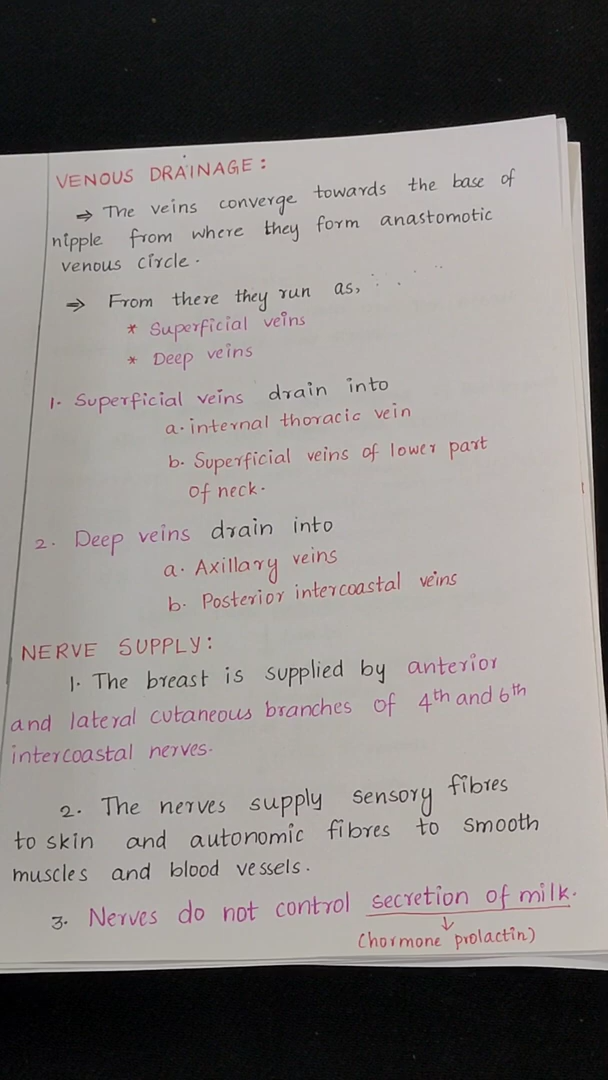 VENOUS DRAINAGE:
⇒ The veins converge towards the base of
nipple from where they form anastomotic
venous circle.
⇒ From there they run as,
* Superficial veins
* Deep veins
1. Superficial veins drain into
a. internal thoracic vein
b. Superficial veins of lower part
of neck.
2. Deep veins drain into
a. Axillary veins
b. Posterior intercoastal veins
NERVE SUPPLY:
1. The breast is supplied by anterior
and lateral cutaneous branches of 4th and 6th
intercoastal nerves.
2. The nerves supply sensory fibres
to skin and autonomic fibres to smooth
muscles and blood vessels.
3. Nerves do not control secretion of milk.
↓
(hormone prolactin)